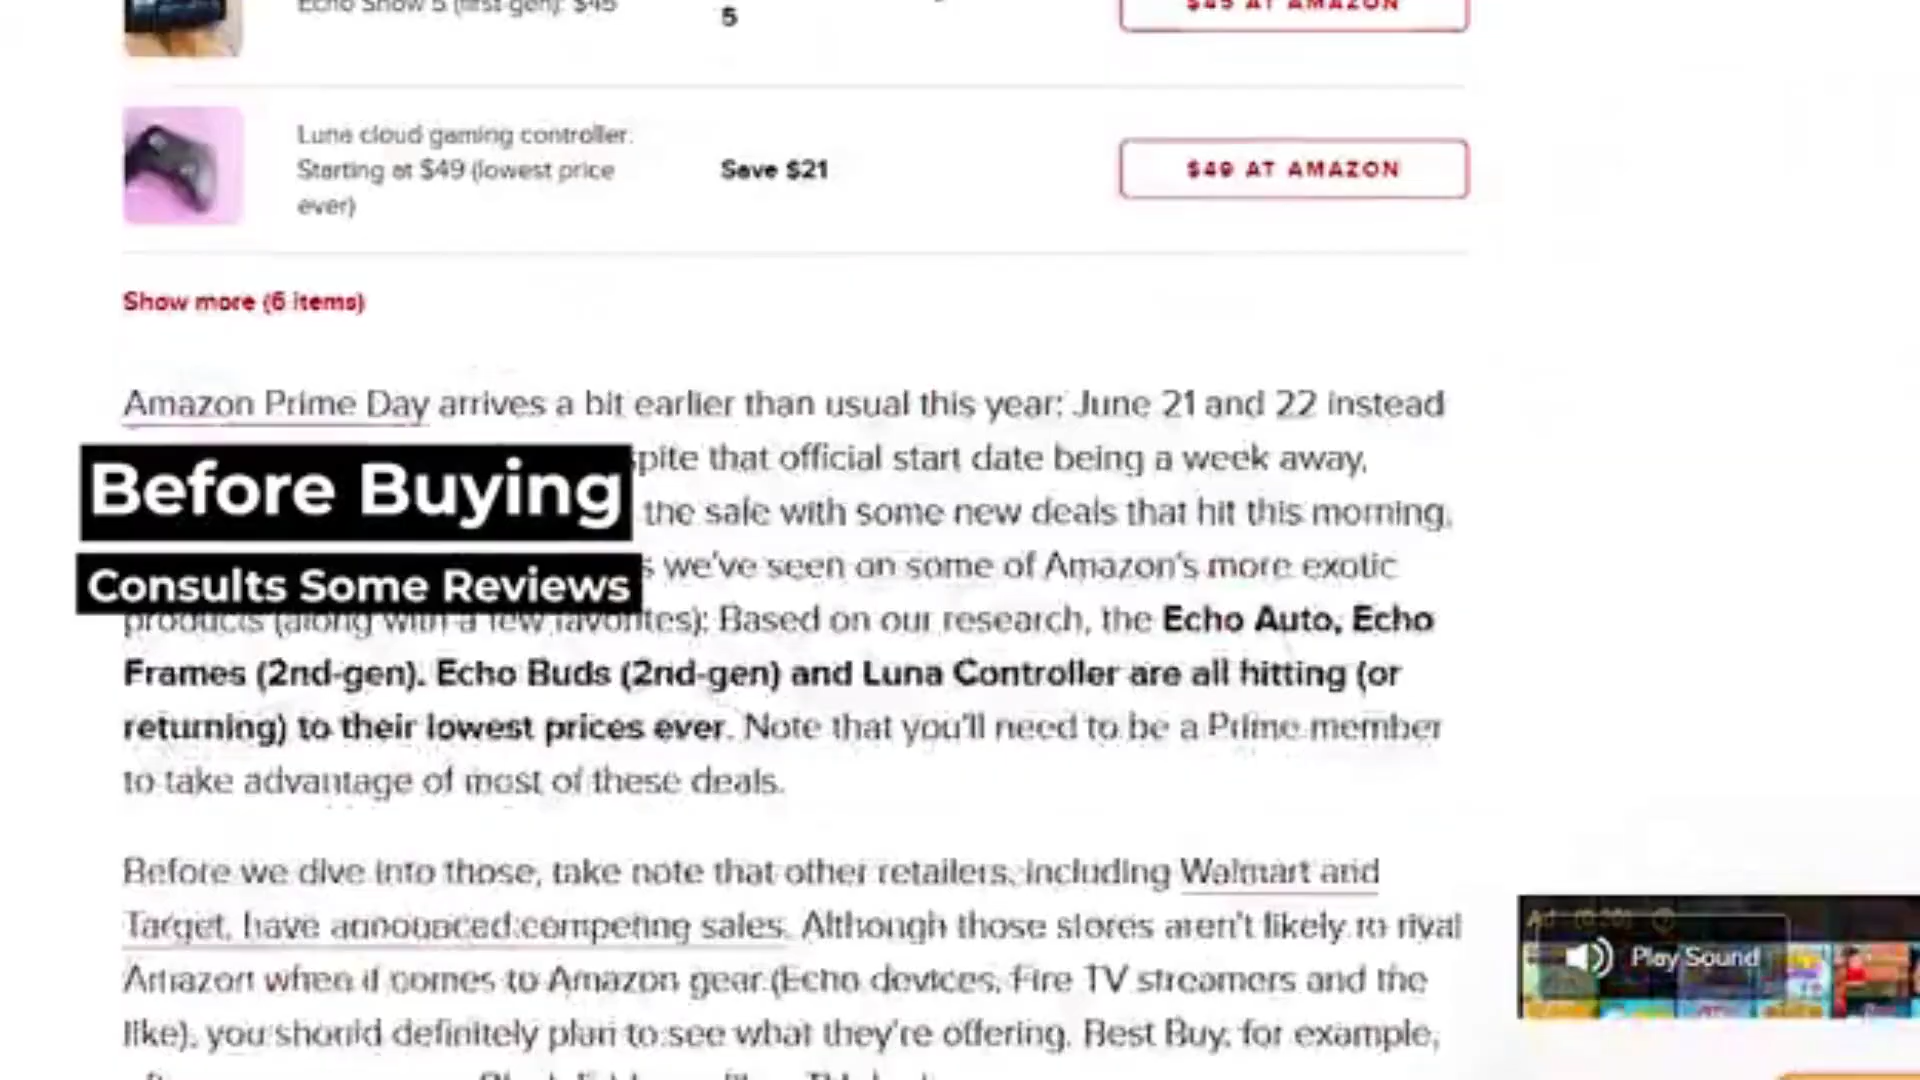 Echo Show 5 (first-gen): $45
5
$45 AT AMAZON
Luna cloud gaming controller:
Starting at $49 (lowest price
ever)
Save $21
$49 AT AMAZON
Show more (6 items)
Amazon Prime Day arrives a bit earlier than usual this year: June 21 and 22 instead
Before Buying
spite that official start date being a week away,
the sale with some new deals that hit this morning.
Consults Some Reviews
s we've seen on some of Amazon's more exotic
products (along with a few favorites): Based on our research, the Echo Auto, Echo
Frames (2nd-gen). Echo Buds (2nd-gen) and Luna Controller are all hitting (or
returning) to their lowest prices ever. Note that you'll need to be a Prime member
to take advantage of most of these deals.
Before we dive into those, take note that other retailers, including Walmart and
Target, have announced competing sales. Although those stores aren't likely to rival
Amazon when it comes to Amazon gear (Echo devices, Fire TV streamers and the
like), you should definitely plan to see what they're offering. Best Buy, for example,
Play Sound